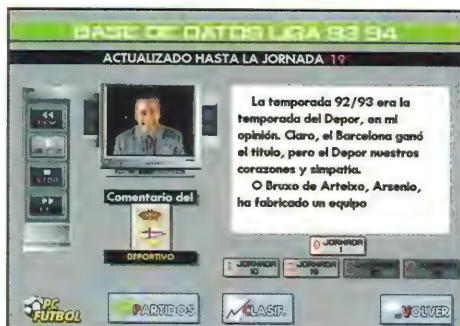 BASE DE DATOS LIGA 93 94
ACTUALIZADO HASTA LA JORNADA 19
STOP
La temporada 92/93 era la
temporada del Depor, en mi
opinión. Claro, el Barcelona ganó
el título, pero el Depor nuestros
corazones y simpatía.
O Bruxo de Arteixo, Arsenio,
ha fabricado un equipo
Comentario del
DEPORTIVO
JORNADA
1
JORNADA
10
JORNADA
19
PC
FUTBOL
PARTIDOS
CLASIF.
VOLVER